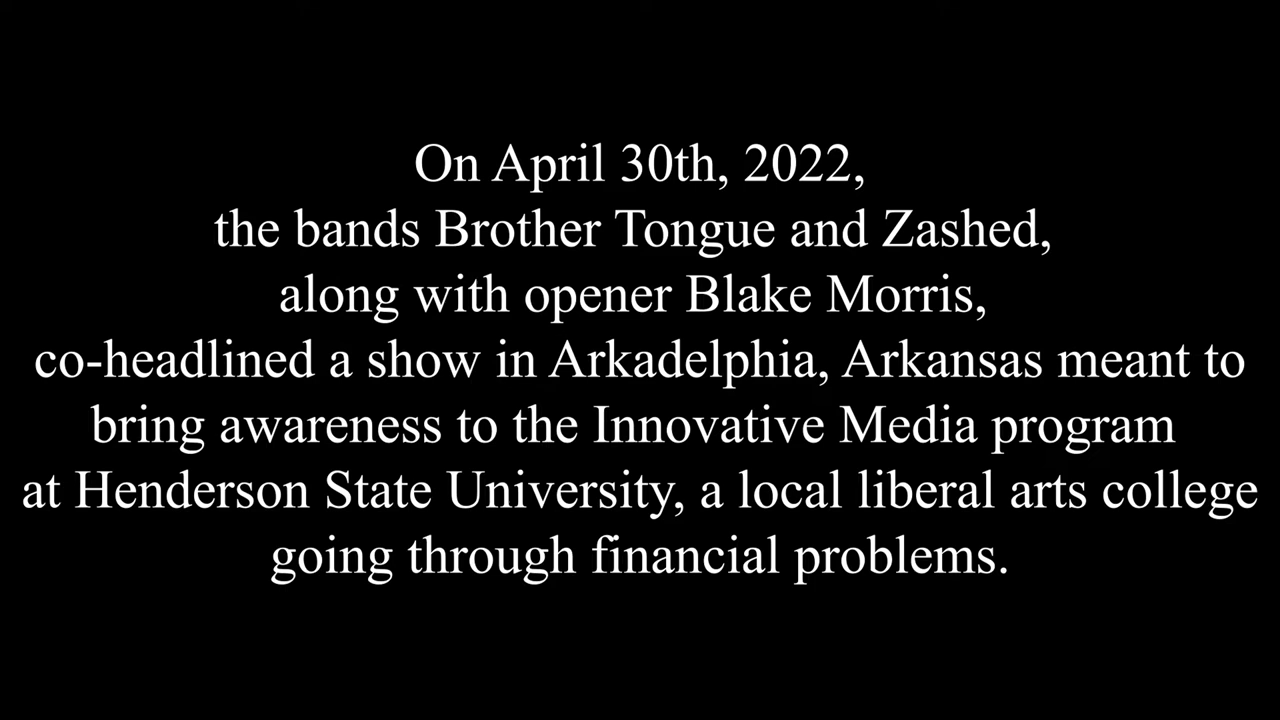 On April 30th, 2022,
the bands Brother Tongue and Zashed,
along with opener Blake Morris,
co-headlined a show in Arkadelphia, Arkansas meant to
bring awareness to the Innovative Media program
at Henderson State University, a local liberal arts college
going through financial problems.